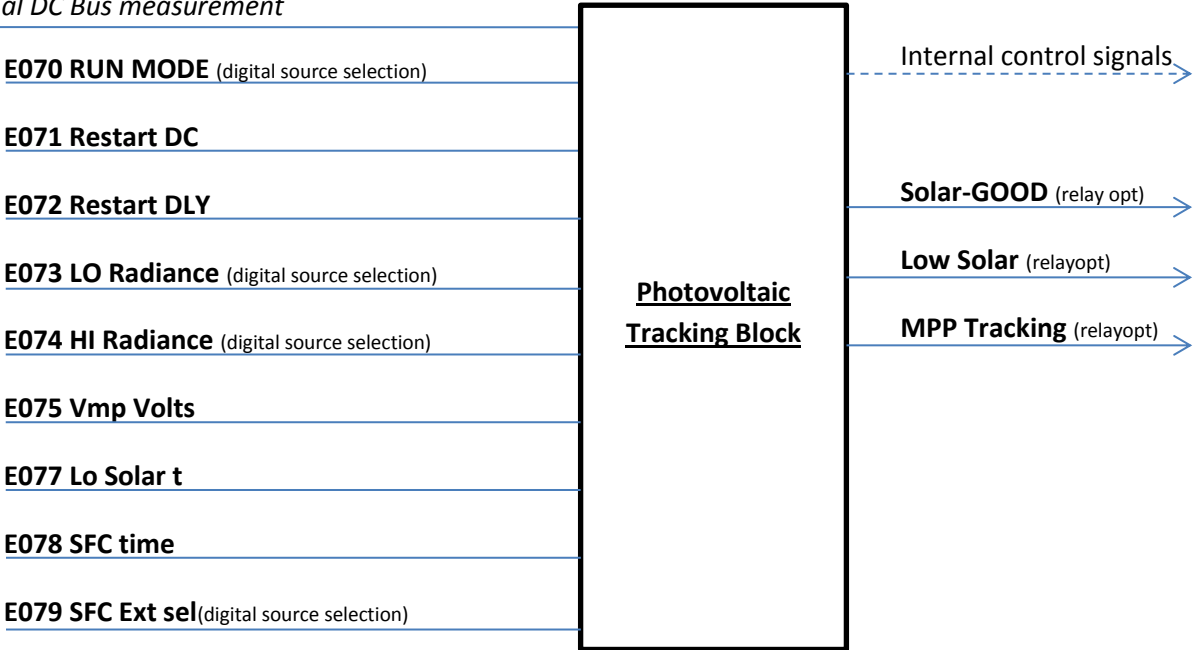 al DC Bus measurement
E070 RUN MODE (digital source selection)
E071 Restart DC
E072 Restart DLY
E073 LO Radiance (digital source selection)
E074 HI Radiance (digital source selection)
E075 Vmp Volts
E077 Lo Solar t
E078 SFC time
E079 SFC Ext sel(digital source selection)
Photovoltaic
Tracking Block
Internal control signals
Solar-GOOD (relay opt)
Low Solar (relayopt)
MPP Tracking (relayopt)